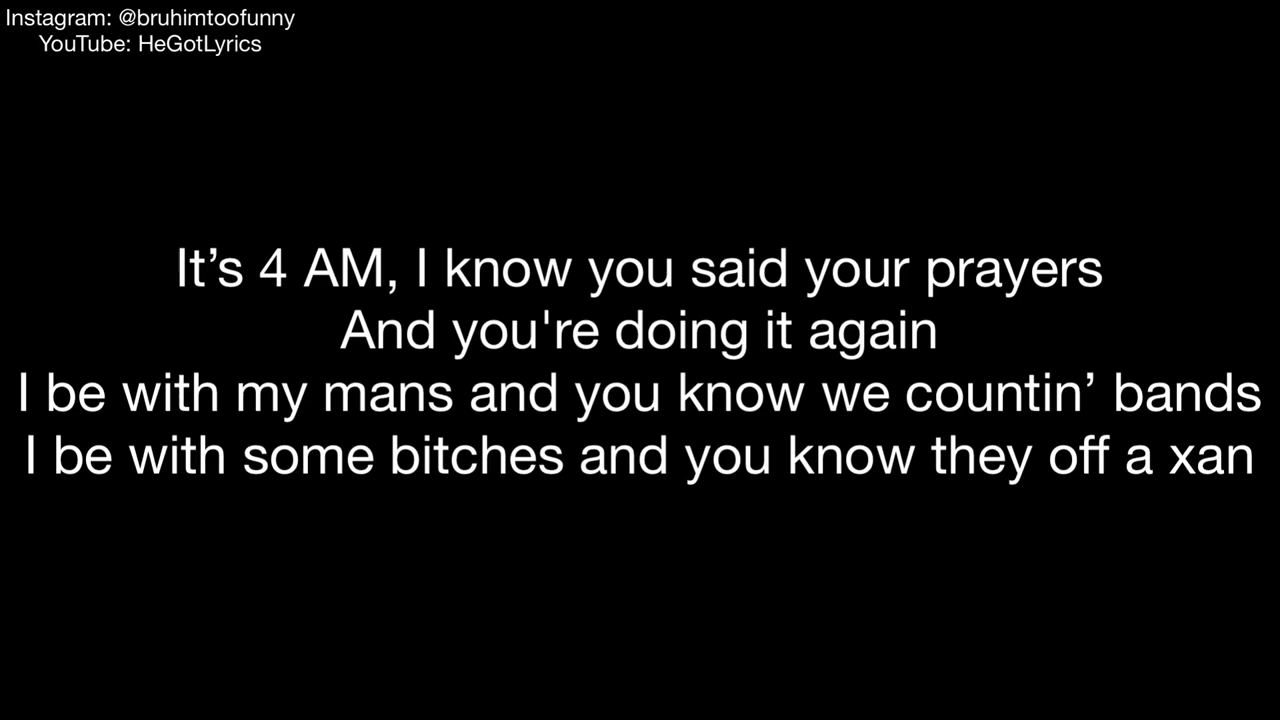 Instagram: @bruhimtoofunny
YouTube: HeGotLyrics
It’s 4 AM, I know you said your prayers
And you're doing it again
I be with my mans and you know we countin’ bands
I be with some bitches and you know they off a xan